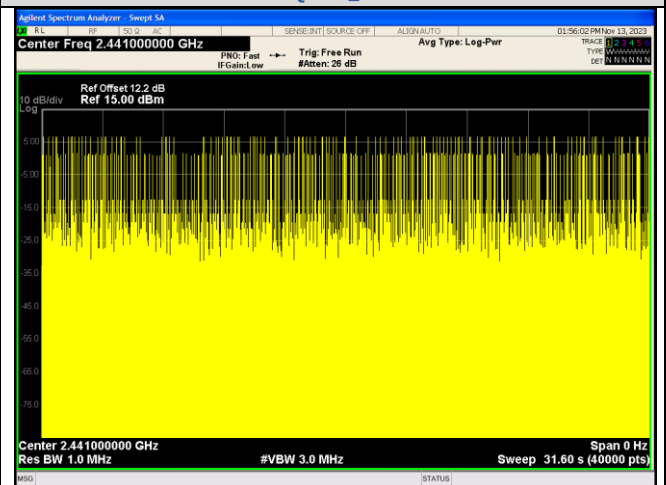 Agilent Spectrum Analyzer - Swept SA
RL RF 50 Ω AC SENSE:INT SOURCE OFF ALIGN AUTO 01:56:02 PM Nov 13, 2023
Center Freq 2.441000000 GHz
PNO: Fast
IFGain:Low
Trig: Free Run
#Atten: 26 dB
Avg Type: Log-Pwr
TRACE 1 2 3 4 5 6
TYPE WWWWWW
DET N N N N N N
10 dB/div
Log
Ref Offset 12.2 dB
Ref 15.00 dBm
5.00
-5.00
-15.0
-25.0
-35.0
-45.0
-55.0
-65.0
-75.0
Center 2.441000000 GHz Span 0 Hz
Res BW 1.0 MHz #VBW 3.0 MHz Sweep 31.60 s (40000 pts)
MSG STATUS